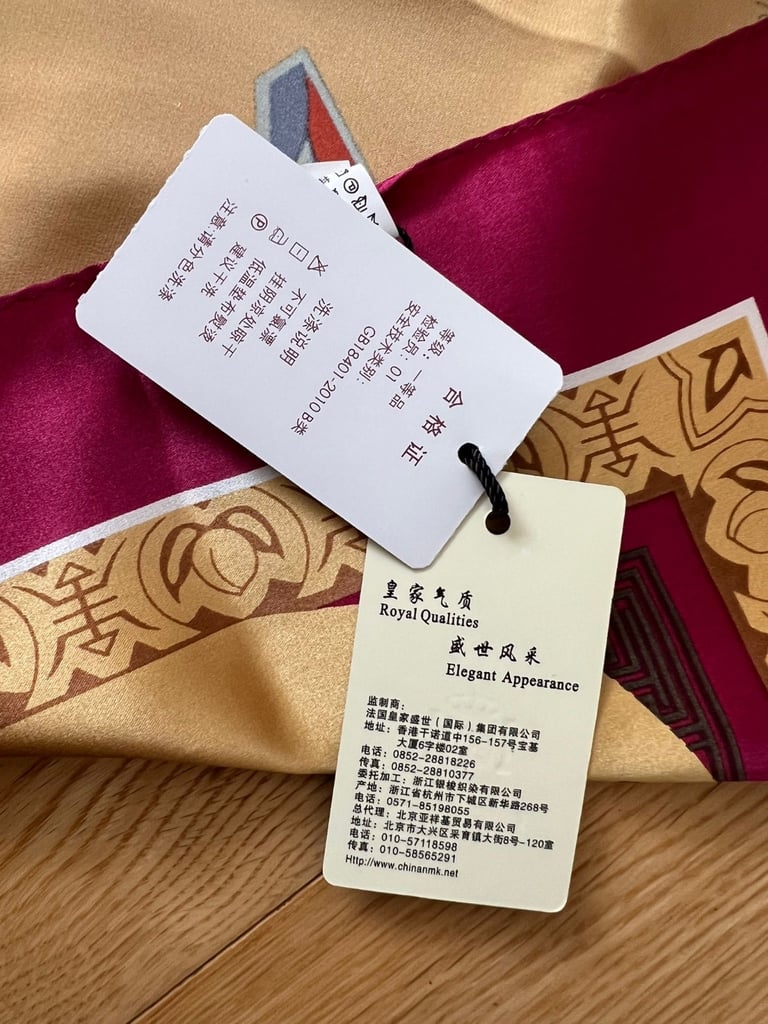 合格证
等级：一等品
检验员：01
安全技术类别：
GB18401-2010 B类
洗涤说明
不可氯漂
挂阴凉处晾干
低温垫布熨烫
建议干洗
注意:请分色洗涤
皇家气质
Royal Qualities
盛世风采
Elegant Appearance
监制商：
法国皇家盛世（国际）集团有限公司
地址：香港干诺道中156-157号宝基
大厦6字楼02室
电话：0852-28818226
传真：0852-28810377
委托加工：浙江银梭织染有限公司
产地：浙江省杭州市下城区新华路268号
电话：0571-85198055
总代理：北京亚祥基贸易有限公司
地址：北京市大兴区采育镇大街8号-120室
电话：010-57118598
传真：010-58565291
Http://www.chinanmk.net